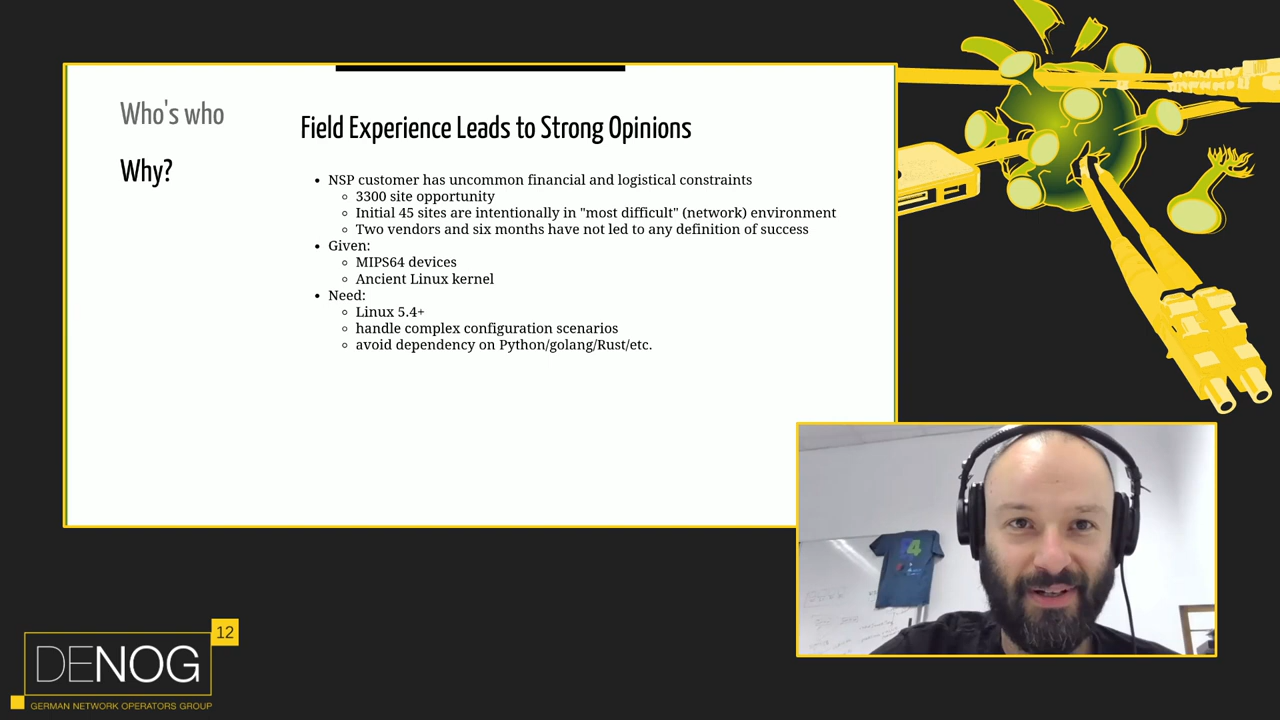 Who's who
Why?
Field Experience Leads to Strong Opinions
• NSP customer has uncommon financial and logistical constraints
◦ 3300 site opportunity
◦ Initial 45 sites are intentionally in "most difficult" (network) environment
◦ Two vendors and six months have not led to any definition of success
• Given:
◦ MIPS64 devices
◦ Ancient Linux kernel
• Need:
◦ Linux 5.4+
◦ handle complex configuration scenarios
◦ avoid dependency on Python/golang/Rust/etc.
12
DENOG
GERMAN NETWORK OPERATORS GROUP